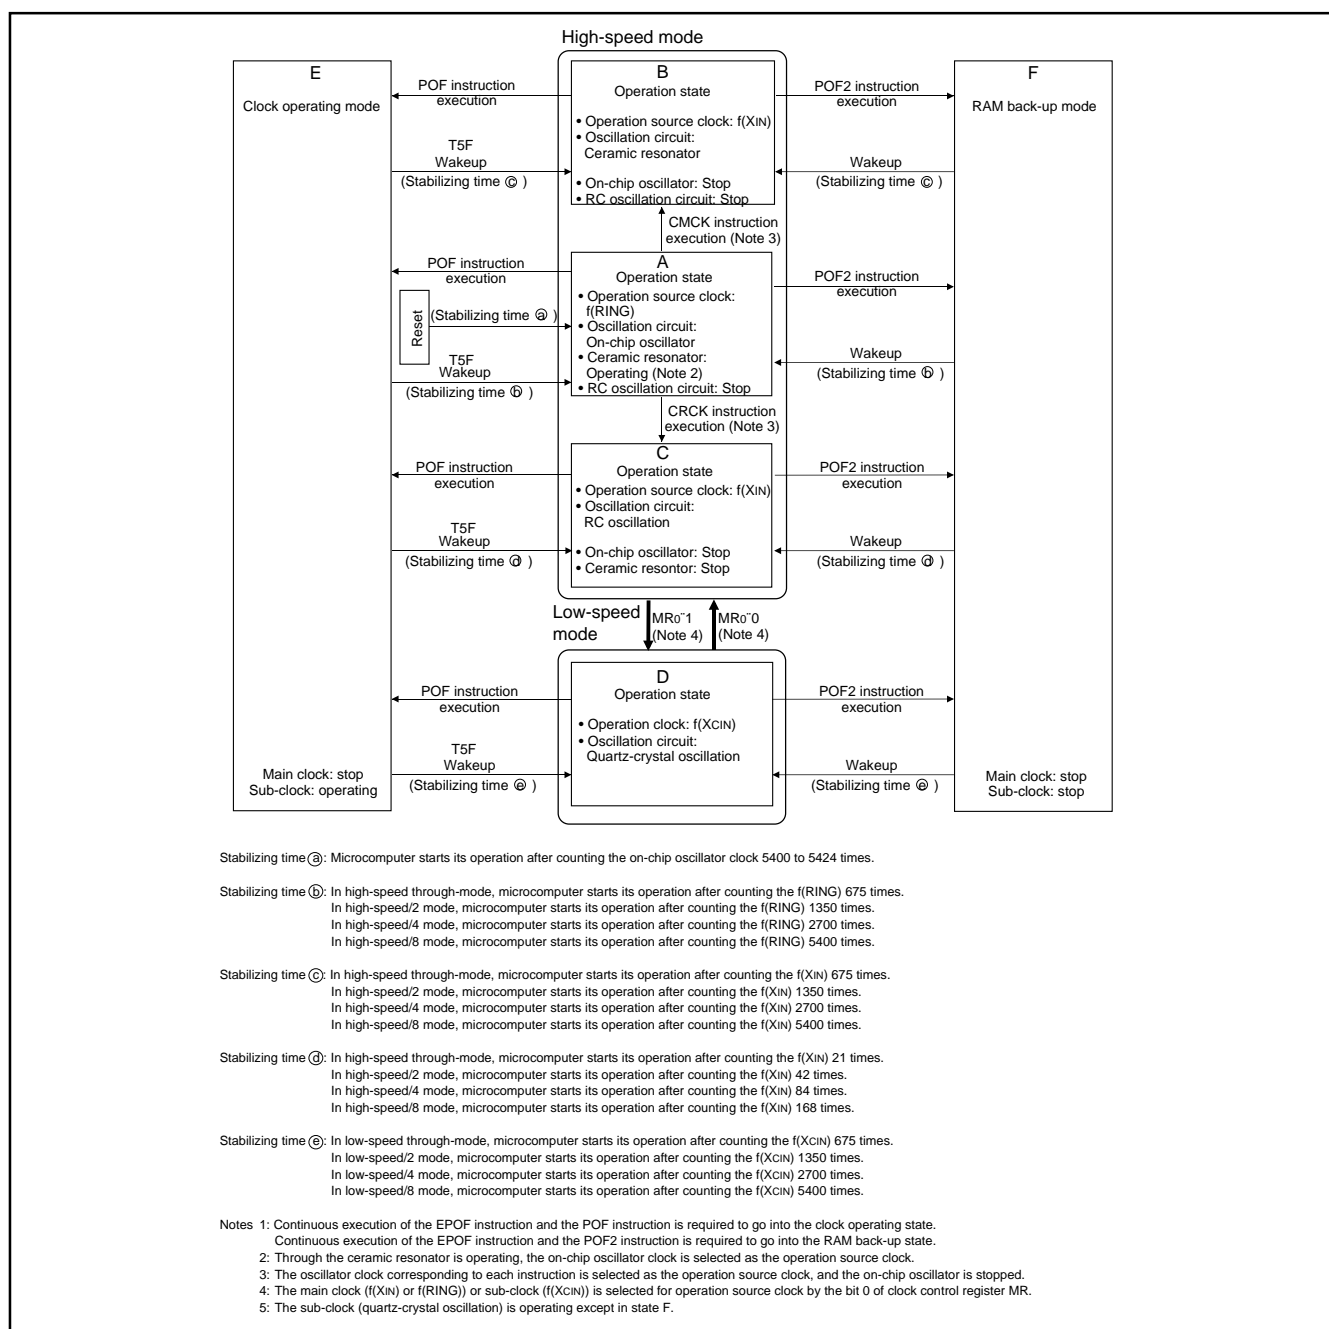 High-speed mode
E
Clock operating mode
POF instruction
execution
T5F
Wakeup
(Stabilizing time ⓒ )
B
Operation state
• Operation source clock: f(XIN)
• Oscillation circuit:
Ceramic resonator
• On-chip oscillator: Stop
• RC oscillation circuit: Stop
POF2 instruction
execution
Wakeup
(Stabilizing time ⓒ )
F
RAM back-up mode
CMCK instruction
execution (Note 3)
POF instruction
execution
Reset
(Stabilizing time ⓐ )
T5F
Wakeup
(Stabilizing time ⓑ )
A
Operation state
• Operation source clock:
f(RING)
• Oscillation circuit:
On-chip oscillator
• Ceramic resonator:
Operating (Note 2)
• RC oscillation circuit: Stop
POF2 instruction
execution
Wakeup
(Stabilizing time ⓑ )
CRCK instruction
execution (Note 3)
POF instruction
execution
T5F
Wakeup
(Stabilizing time ⓓ )
C
Operation state
• Operation source clock: f(XIN)
• Oscillation circuit:
RC oscillation
• On-chip oscillator: Stop
• Ceramic resontor: Stop
POF2 instruction
execution
Wakeup
(Stabilizing time ⓓ )
Low-speed
mode
MR0¨1
(Note 4)
MR0¨0
(Note 4)
POF instruction
execution
T5F
Wakeup
(Stabilizing time ⓔ )
D
Operation state
• Operation clock: f(XCIN)
• Oscillation circuit:
Quartz-crystal oscillation
POF2 instruction
execution
Wakeup
(Stabilizing time ⓔ )
Main clock: stop
Sub-clock: operating
Main clock: stop
Sub-clock: stop
Stabilizing time ⓐ: Microcomputer starts its operation after counting the on-chip oscillator clock 5400 to 5424 times.
Stabilizing time ⓑ: In high-speed through-mode, microcomputer starts its operation after counting the f(RING) 675 times.
In high-speed/2 mode, microcomputer starts its operation after counting the f(RING) 1350 times.
In high-speed/4 mode, microcomputer starts its operation after counting the f(RING) 2700 times.
In high-speed/8 mode, microcomputer starts its operation after counting the f(RING) 5400 times.
Stabilizing time ⓒ: In high-speed through-mode, microcomputer starts its operation after counting the f(XIN) 675 times.
In high-speed/2 mode, microcomputer starts its operation after counting the f(XIN) 1350 times.
In high-speed/4 mode, microcomputer starts its operation after counting the f(XIN) 2700 times.
In high-speed/8 mode, microcomputer starts its operation after counting the f(XIN) 5400 times.
Stabilizing time ⓓ: In high-speed through-mode, microcomputer starts its operation after counting the f(XIN) 21 times.
In high-speed/2 mode, microcomputer starts its operation after counting the f(XIN) 42 times.
In high-speed/4 mode, microcomputer starts its operation after counting the f(XIN) 84 times.
In high-speed/8 mode, microcomputer starts its operation after counting the f(XIN) 168 times.
Stabilizing time ⓔ: In low-speed through-mode, microcomputer starts its operation after counting the f(XCIN) 675 times.
In low-speed/2 mode, microcomputer starts its operation after counting the f(XCIN) 1350 times.
In low-speed/4 mode, microcomputer starts its operation after counting the f(XCIN) 2700 times.
In low-speed/8 mode, microcomputer starts its operation after counting the f(XCIN) 5400 times.
Notes 1: Continuous execution of the EPOF instruction and the POF instruction is required to go into the clock operating state.
Continuous execution of the EPOF instruction and the POF2 instruction is required to go into the RAM back-up state.
2: Through the ceramic resonator is operating, the on-chip oscillator clock is selected as the operation source clock.
3: The oscillator clock corresponding to each instruction is selected as the operation source clock, and the on-chip oscillator is stopped.
4: The main clock (f(XIN) or f(RING)) or sub-clock (f(XCIN)) is selected for operation source clock by the bit 0 of clock control register MR.
5: The sub-clock (quartz-crystal oscillation) is operating except in state F.